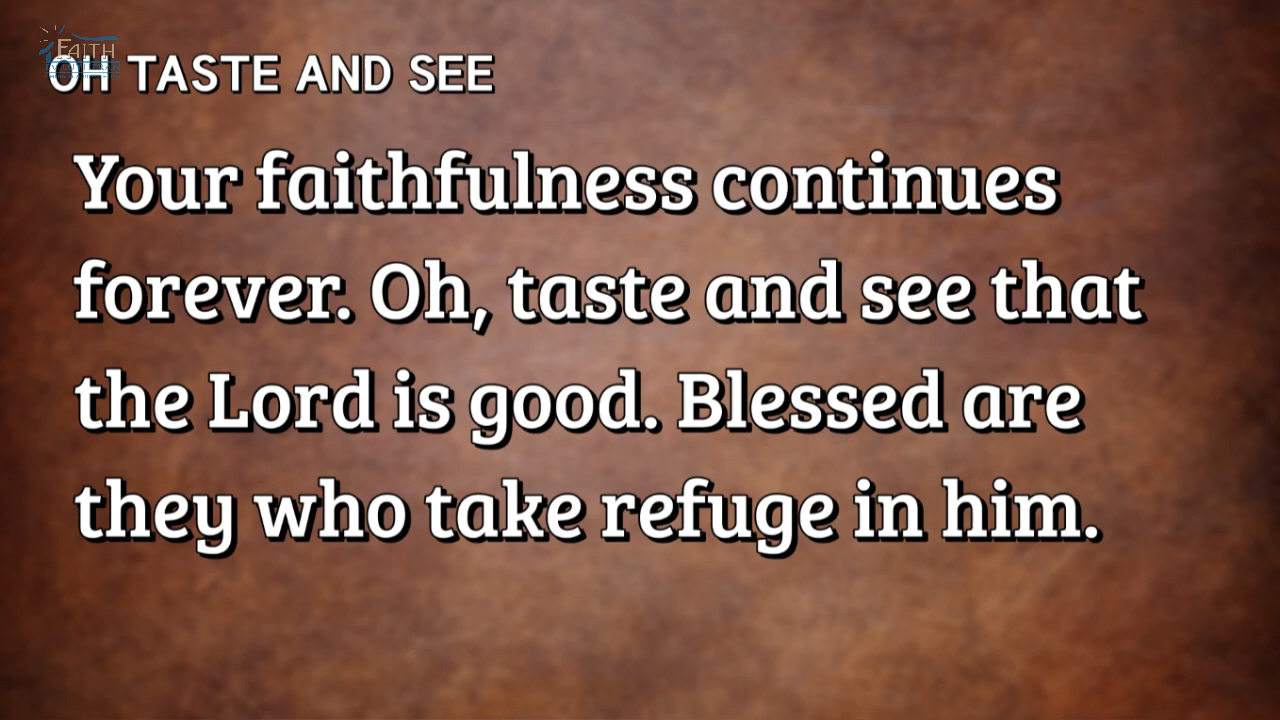 FAITH
OH TASTE AND SEE
Your faithfulness continues
forever. Oh, taste and see that
the Lord is good. Blessed are
they who take refuge in him.